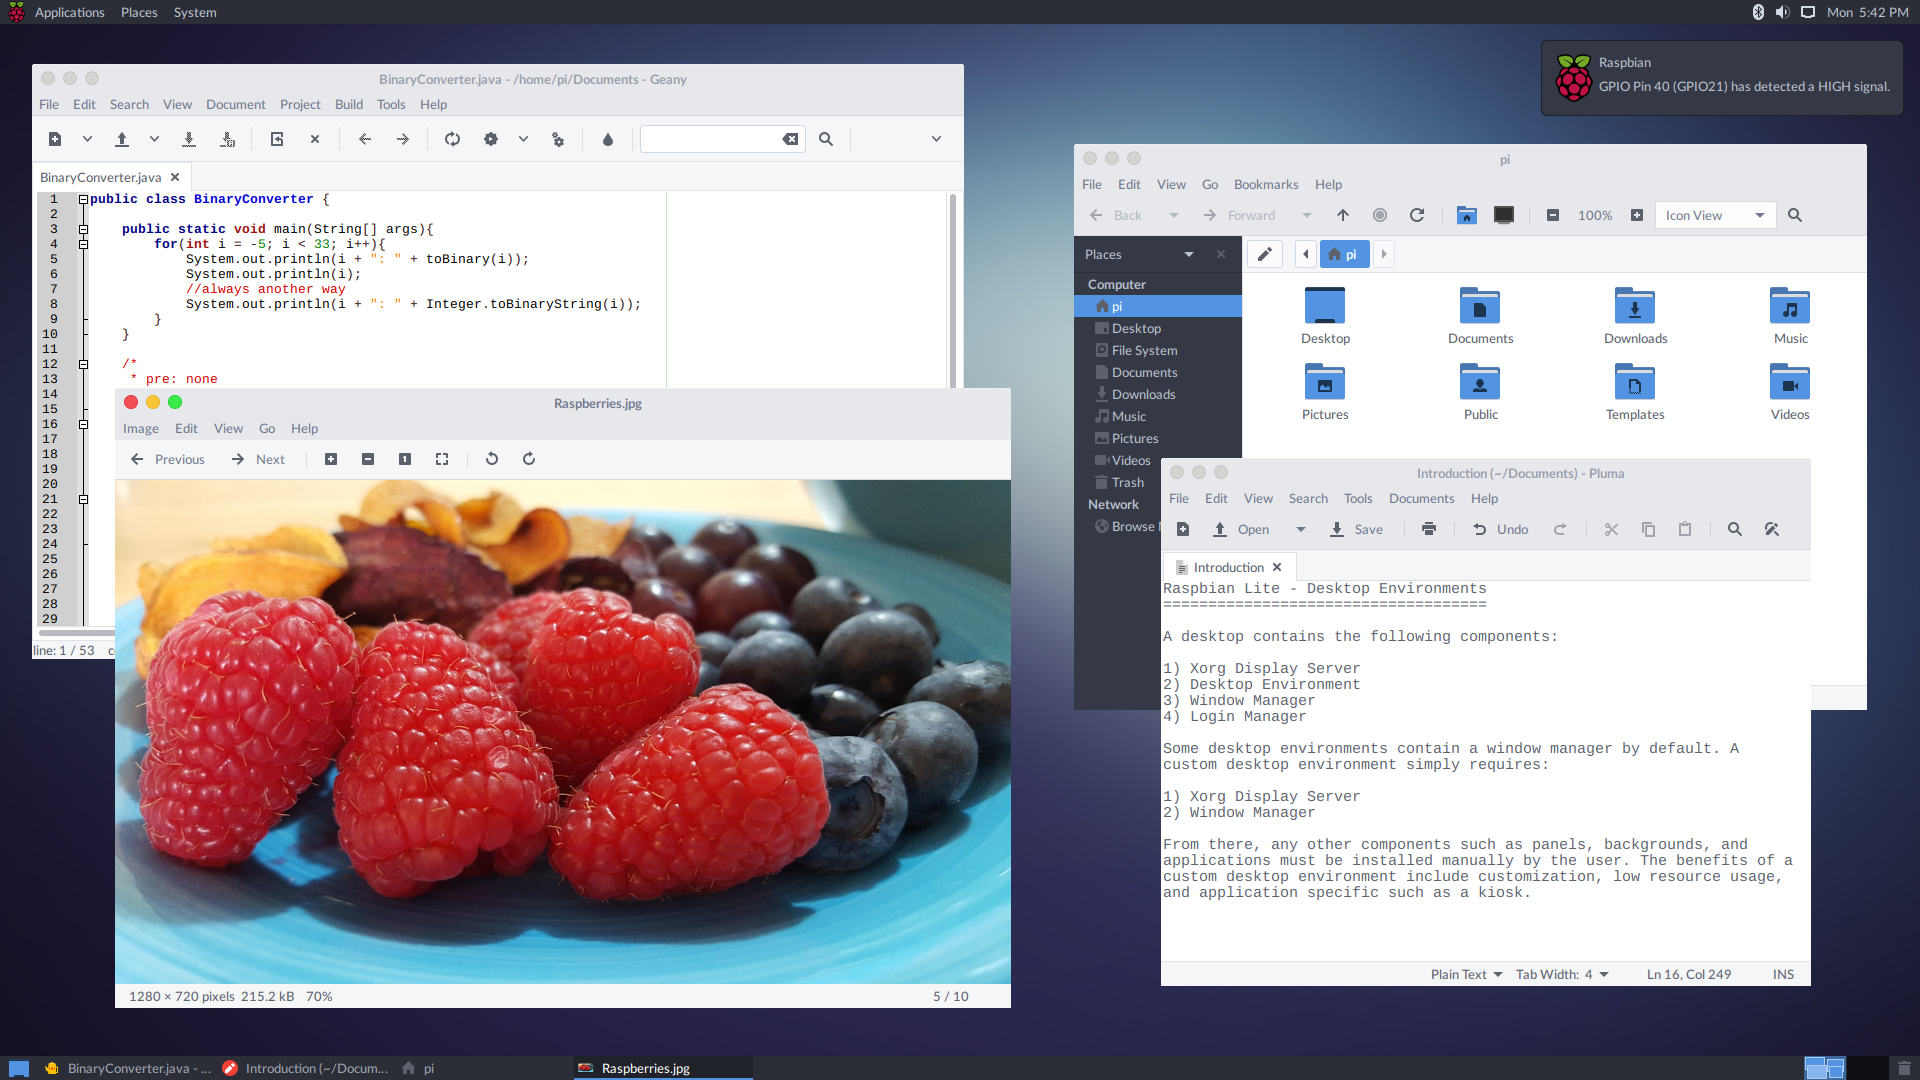 Applications Places System
Mon 5:42 PM
Raspbian
GPIO Pin 40 (GPIO21) has detected a HIGH signal.
BinaryConverter.java - /home/pi/Documents - Geany
File Edit Search View Document Project Build Tools Help
BinaryConverter.java
1 public class BinaryConverter {
2
3 public static void main(String[] args){
4 for(int i = -5; i < 33; i++){
5 System.out.println(i + ": " + toBinary(i));
6 System.out.println(i);
7 //always another way
8 System.out.println(i + ": " + Integer.toBinaryString(i));
9 }
10 }
11
12 /*
13 * pre: none
14
15
16
17
18
19
20
21
22
23
24
25
26
27
28
29
line: 1 / 53
Raspberries.jpg
Image Edit View Go Help
Previous Next
1280 × 720 pixels 215.2 kB 70%
5 / 10
pi
File Edit View Go Bookmarks Help
Back Forward 100% Icon View
Places
pi
Computer
pi
Desktop
File System
Documents
Downloads
Music
Pictures
Videos
Trash
Network
Browse
Desktop Documents Downloads Music
Pictures Public Templates Videos
Introduction (~/Documents) - Pluma
File Edit View Search Tools Documents Help
Open Save Undo
Introduction
Raspbian Lite - Desktop Environments
====================================
A desktop contains the following components:
1) Xorg Display Server
2) Desktop Environment
3) Window Manager
4) Login Manager
Some desktop environments contain a window manager by default. A
custom desktop environment simply requires:
1) Xorg Display Server
2) Window Manager
From there, any other components such as panels, backgrounds, and
applications must be installed manually by the user. The benefits of a
custom desktop environment include customization, low resource usage,
and application specific such as a kiosk.
Plain Text Tab Width: 4 Ln 16, Col 249 INS
BinaryConverter.java - ... Introduction (~/Docum... pi Raspberries.jpg